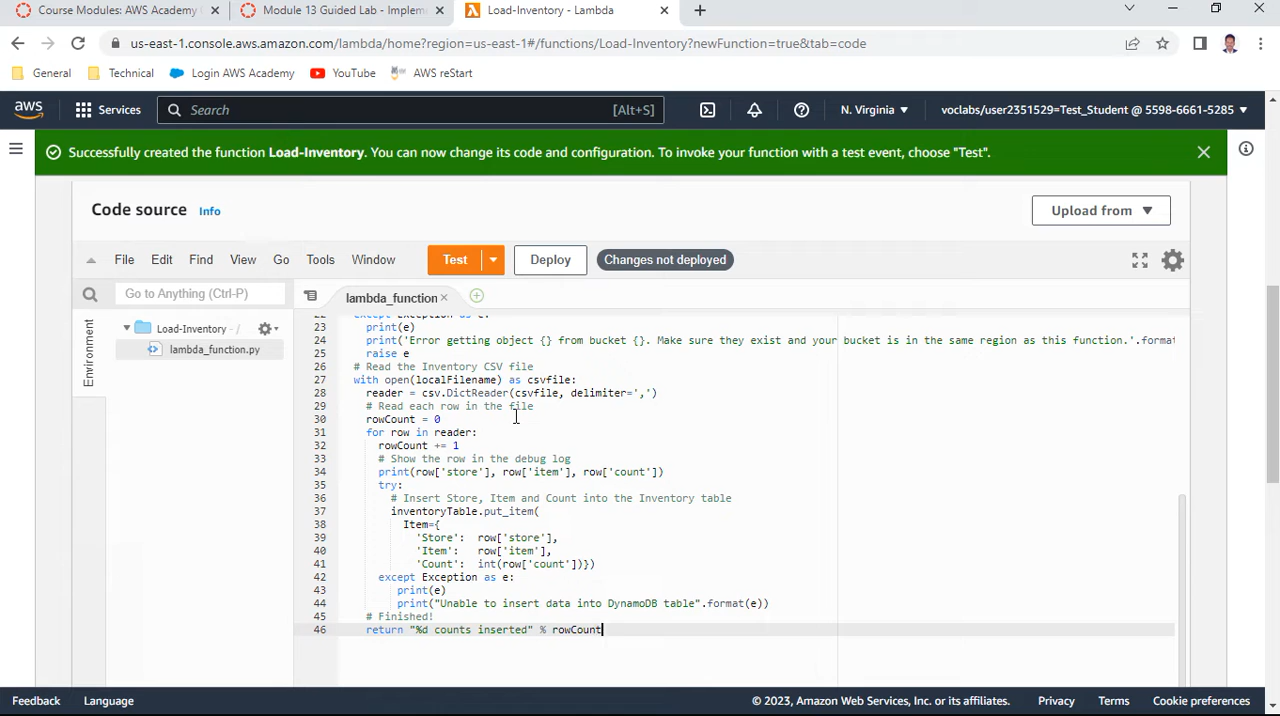 Course Modules: AWS Academy
Module 13 Guided Lab - Implem
Load-Inventory - Lambda
us-east-1.console.aws.amazon.com/lambda/home?region=us-east-1#/functions/Load-Inventory?newFunction=true&tab=code
General
Technical
Login AWS Academy
YouTube
AWS reStart
aws
Services
Search
[Alt+S]
N. Virginia
voclabs/user2351529=Test_Student @ 5598-6661-5285
Successfully created the function Load-Inventory. You can now change its code and configuration. To invoke your function with a test event, choose "Test".
Code source
Info
Upload from
File
Edit
Find
View
Go
Tools
Window
Test
Deploy
Changes not deployed
Go to Anything (Ctrl-P)
lambda_function
Environment
Load-Inventory - /
lambda_function.py
22 except Exception as e:
23 print(e)
24 print('Error getting object {} from bucket {}. Make sure they exist and your bucket is in the same region as this function.'.format
25 raise e
26 # Read the Inventory CSV file
27 with open(localFilename) as csvfile:
28 reader = csv.DictReader(csvfile, delimiter=',')
29 # Read each row in the file
30 rowCount = 0
31 for row in reader:
32 rowCount += 1
33 # Show the row in the debug log
34 print(row['store'], row['item'], row['count'])
35 try:
36 # Insert Store, Item and Count into the Inventory table
37 inventoryTable.put_item(
38 Item={
39 'Store': row['store'],
40 'Item': row['item'],
41 'Count': int(row['count'])})
42 except Exception as e:
43 print(e)
44 print("Unable to insert data into DynamoDB table".format(e))
45 # Finished!
46 return "%d counts inserted" % rowCount
Feedback
Language
© 2023, Amazon Web Services, Inc. or its affiliates.
Privacy
Terms
Cookie preferences